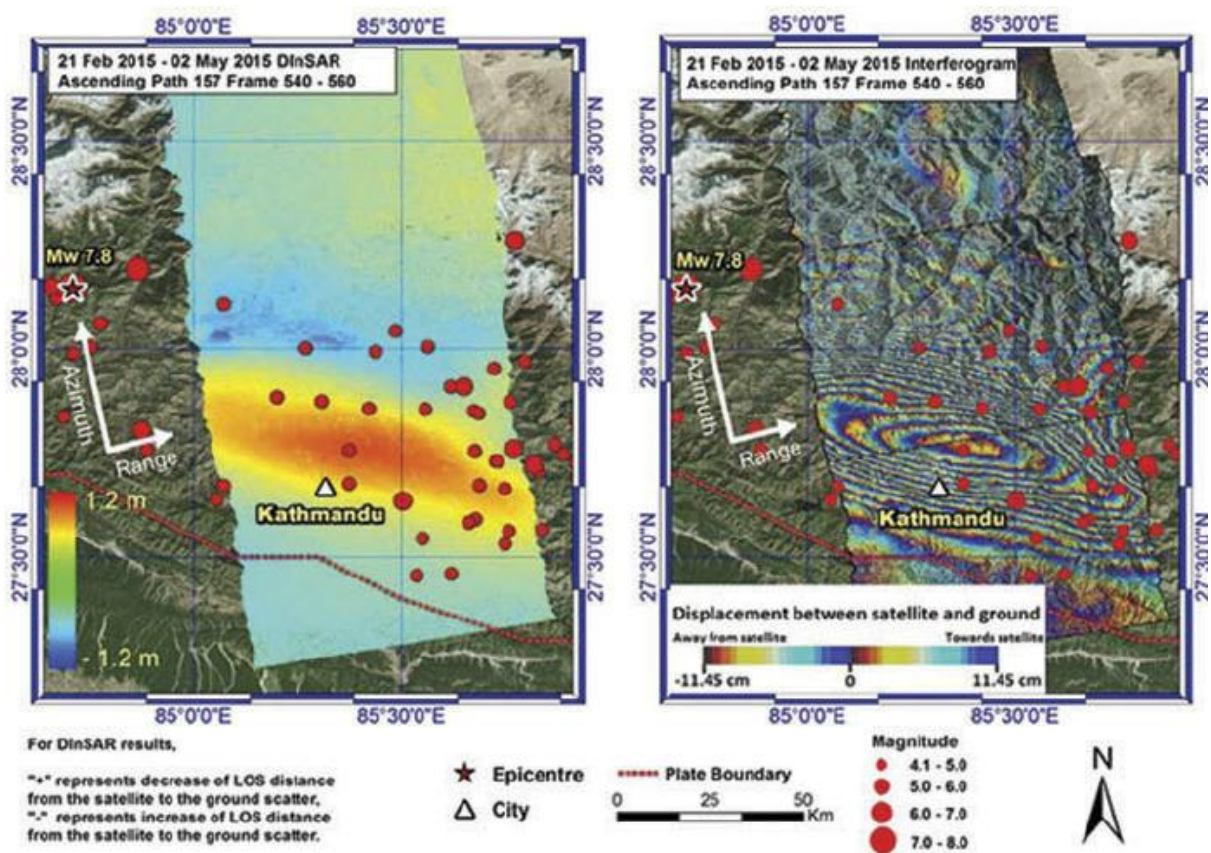 85°0'0"E
85°30'0"E
85°0'0"E
85°30'0"E
21 Feb 2015 - 02 May 2015 DInSAR
Ascending Path 157 Frame 540 - 560
21 Feb 2015 - 02 May 2015 Interferogram
Ascending Path 157 Frame 540 - 560
28°30'0"N
28°30'0"N
28°30'0"N
28°30'0"N
Mw 7.8
Mw 7.8
28°0'0"N
28°0'0"N
28°0'0"N
28°0'0"N
Azimuth
Range
Azimuth
Range
Kathmandu
Kathmandu
1.2 m
- 1.2 m
27°30'0"N
27°30'0"N
27°30'0"N
27°30'0"N
Displacement between satellite and ground
Away from satellite
Towards satellite
-11.45 cm
0
11.45 cm
85°0'0"E
85°30'0"E
85°0'0"E
85°30'0"E
For DInSAR results,
"+" represents decrease of LOS distance
from the satellite to the ground scatter,
"-" represents increase of LOS distance
from the satellite to the ground scatter.
Epicentre
City
Plate Boundary
0 25 50
Km
Magnitude
4.1 - 5.0
5.0 - 6.0
6.0 - 7.0
7.0 - 8.0
N